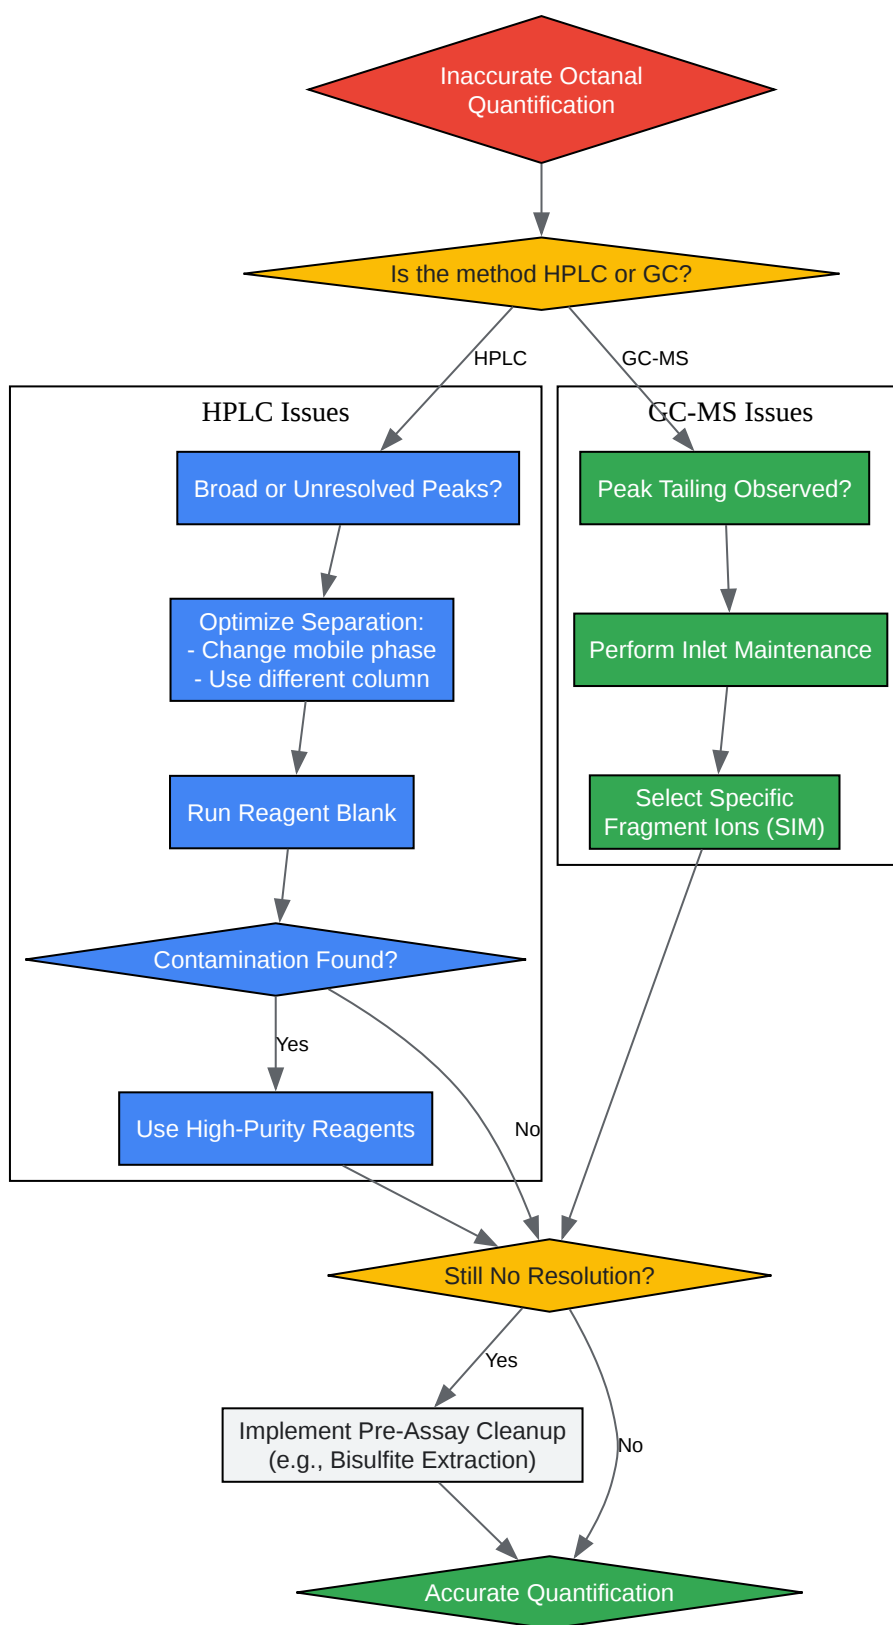 Inaccurate Octanal
Quantification
Is the method HPLC or GC?
HPLC
GC-MS
HPLC Issues
GC-MS Issues
Broad or Unresolved Peaks?
Peak Tailing Observed?
Optimize Separation:
- Change mobile phase
- Use different column
Perform Inlet Maintenance
Run Reagent Blank
Select Specific
Fragment Ions (SIM)
Contamination Found?
Yes
Use High-Purity Reagents
No
Still No Resolution?
Yes
Implement Pre-Assay Cleanup
(e.g., Bisulfite Extraction)
No
Accurate Quantification